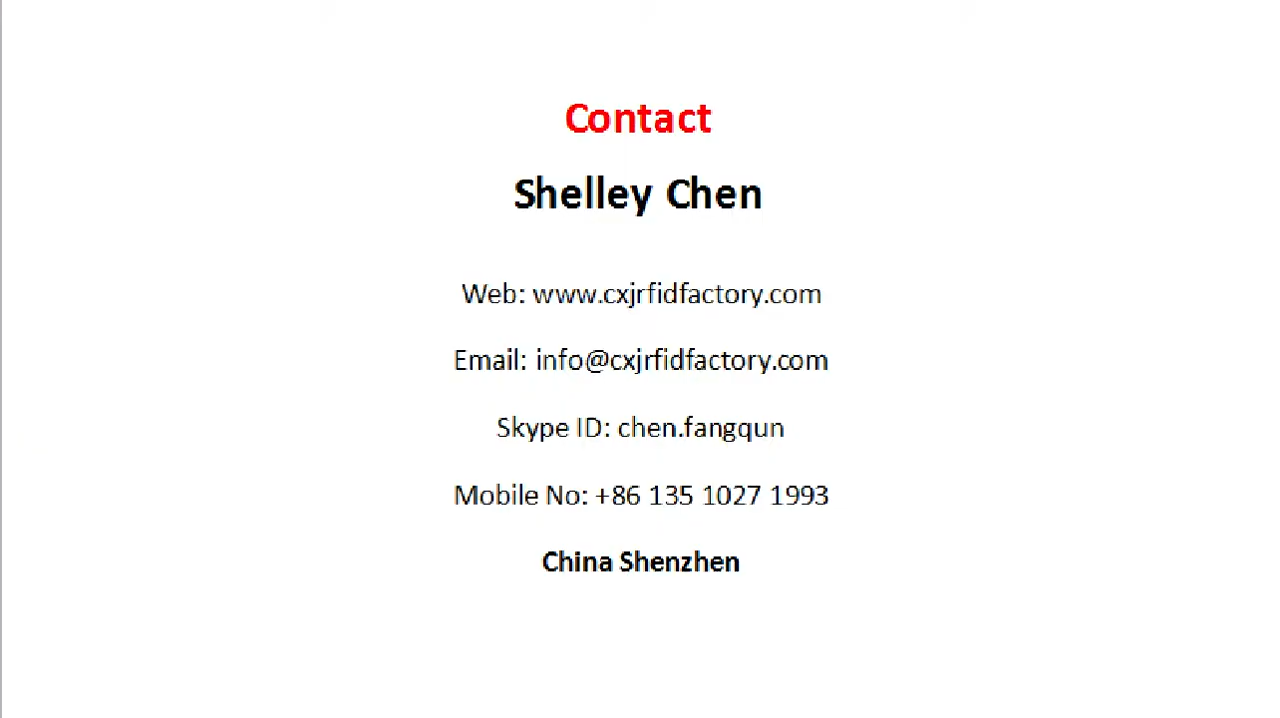 Contact
Shelley Chen
Web: www.cxjrfidfactory.com
Email: info@cxjrfidfactory.com
Skype ID: chen.fangqun
Mobile No: +86 135 1027 1993
China Shenzhen